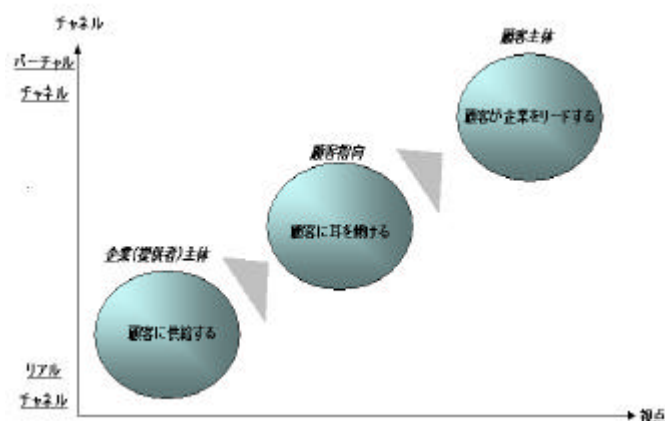 チャネル
バーチャル
チャネル
顧客主体
顧客が企業をリードする
顧客指向
顧客に耳を傾ける
企業(提供者)主体
顧客に供給する
リアル
チャネル
視点